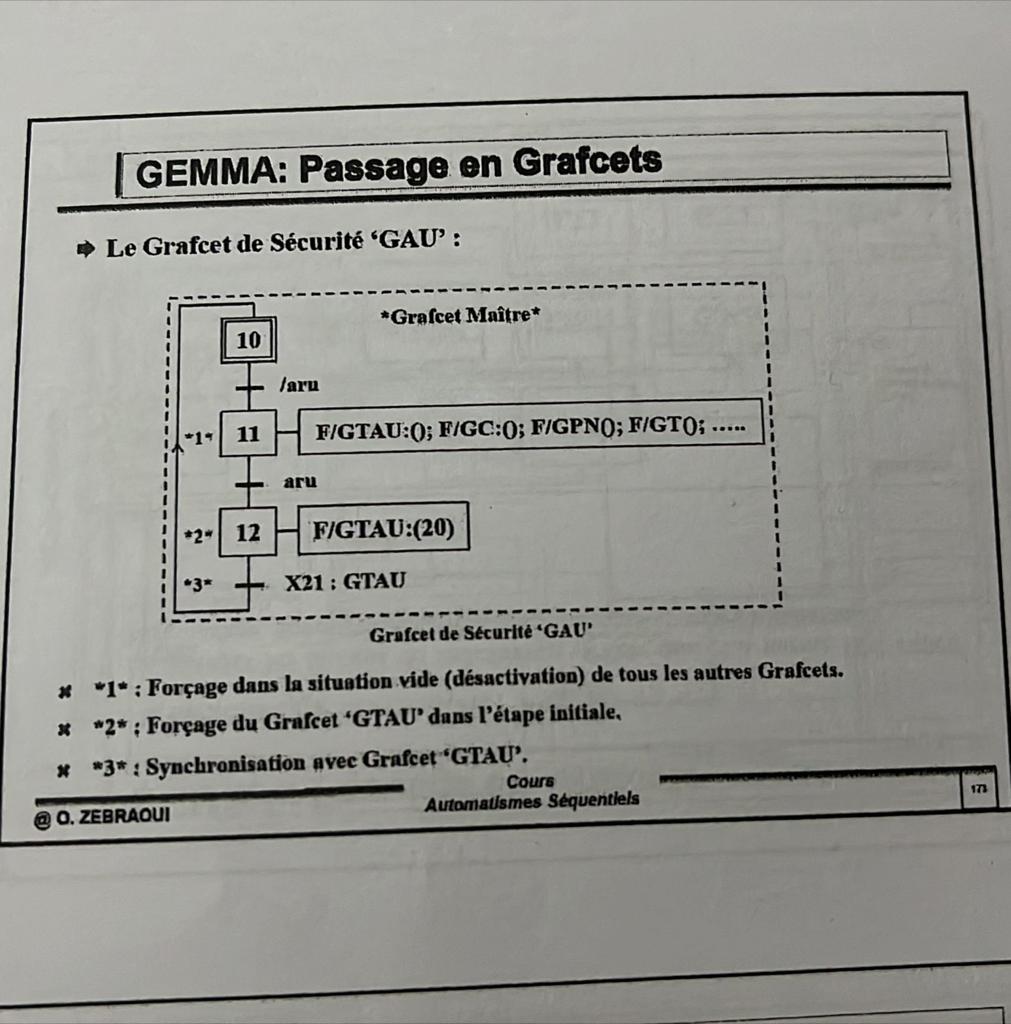 GEMMA: Passage en Grafcets
Le Grafcet de Sécurité ‘GAU’ :
*Grafcet Maître*
10
/aru
*1* 11 F/GTAU:(); F/GC:(); F/GPN(); F/GT(); .....
aru
*2* 12 F/GTAU:(20)
*3* X21 : GTAU
Grafcet de Sécurité ‘GAU’
*1* : Forçage dans la situation vide (désactivation) de tous les autres Grafcets.
*2* : Forçage du Grafcet ‘GTAU’ dans l’étape initiale.
*3* : Synchronisation avec Grafcet ‘GTAU’.
Cours
Automatismes Séquentiels
@ O. ZEBRAOUI
173